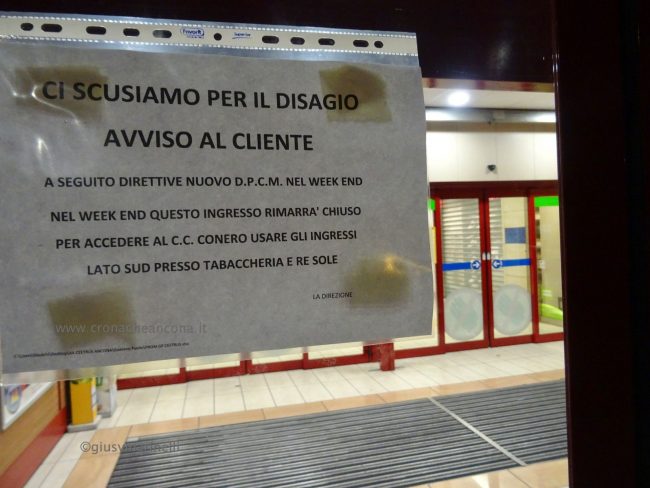 Favorit
Superior
CI SCUSIAMO PER IL DISAGIO
AVVISO AL CLIENTE
A SEGUITO DIRETTIVE NUOVO D.P.C.M. NEL WEEK END
NEL WEEK END QUESTO INGRESSO RIMARRA' CHIUSO
PER ACCEDERE AL C.C. CONERO USARE GLI INGRESSI
LATO SUD PRESSO TABACCHERIA E RE SOLE
LA DIREZIONE
www.cronacheancona.it